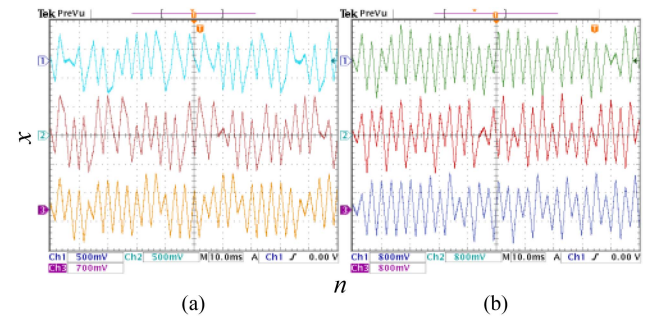 Tek PreVu
T
T
1
2
3
Ch1 500mV Ch2 500mV M 10.0ms A Ch1 ƒ 0.00 V
Ch3 700mV
Tek PreVu
T
T
1
2
3
Ch1 800mV Ch2 800mV M 10.0ms A Ch1 ƒ 0.00 V
Ch3 800mV
x
n
(a)
(b)